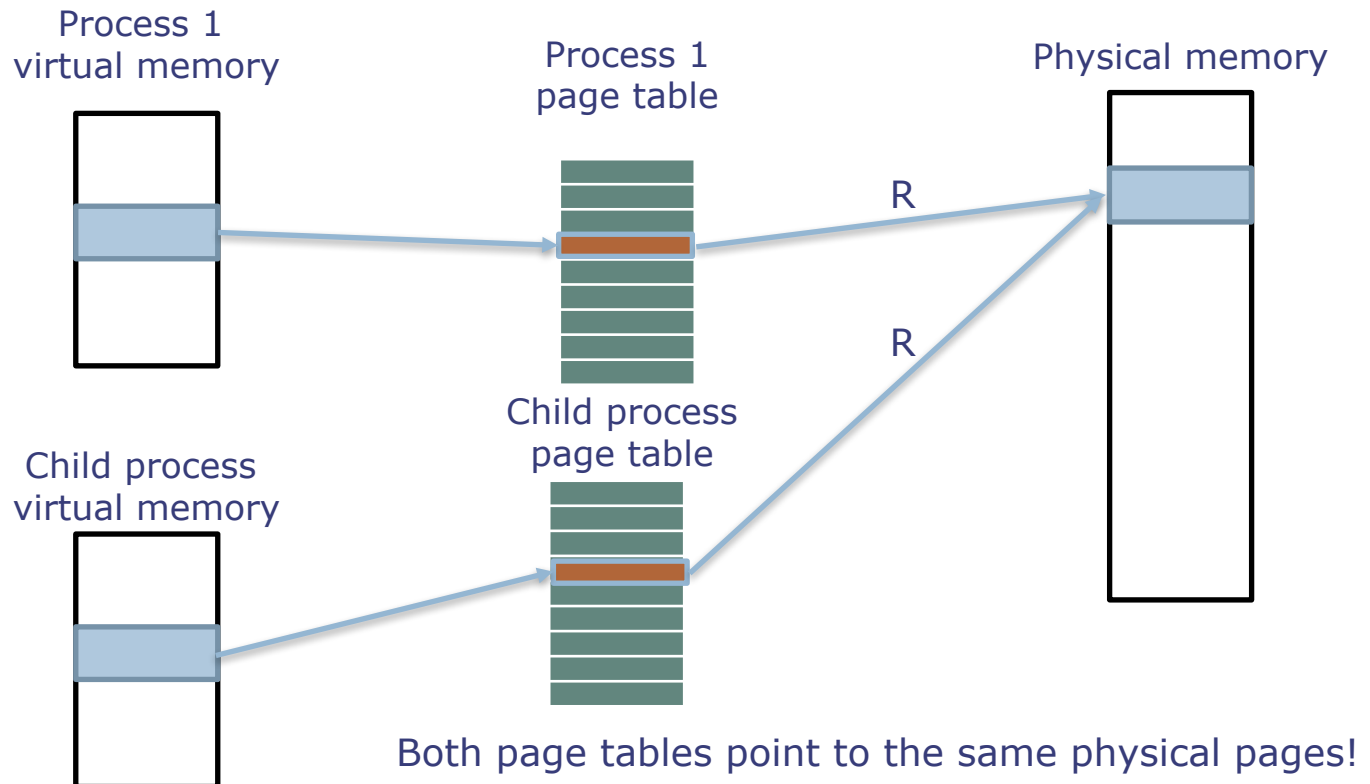 Process 1
virtual memory
Process 1
page table
Physical memory
R
R
Child process
page table
Child process
virtual memory
Both page tables point to the same physical pages!